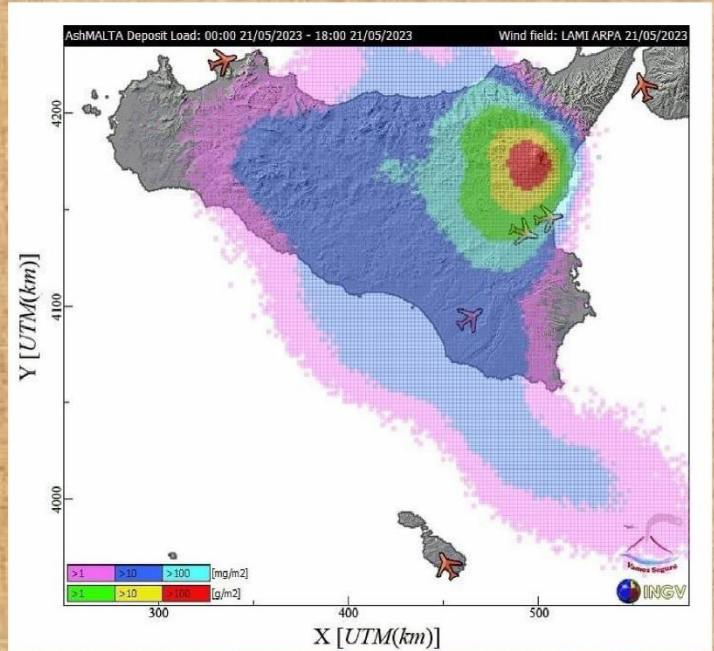 AshMALTA Deposit Load: 00:00 21/05/2023 - 18:00 21/05/2023 Wind field: LAMI ARPA 21/05/2023
4200
4100
4000
Y [UTM(km)]
>1 >10 >100 [mg/m2]
>1 >10 >100 [g/m2]
Vamos Seguro
INGV
300 400 500
X [UTM(km)]